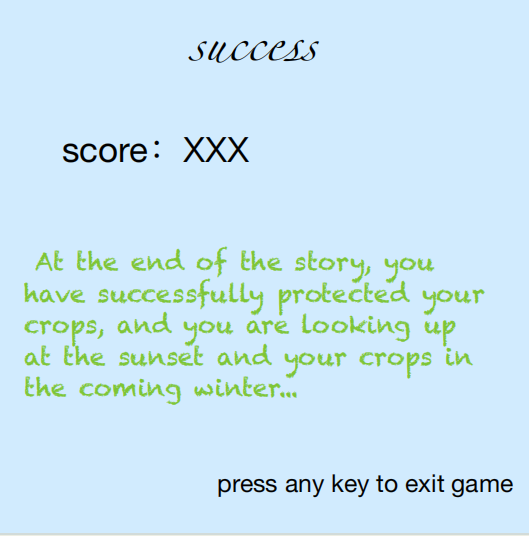 success
score：XXX
At the end of the story, you
have successfully protected your
crops, and you are looking up
at the sunset and your crops in
the coming winter...
press any key to exit game